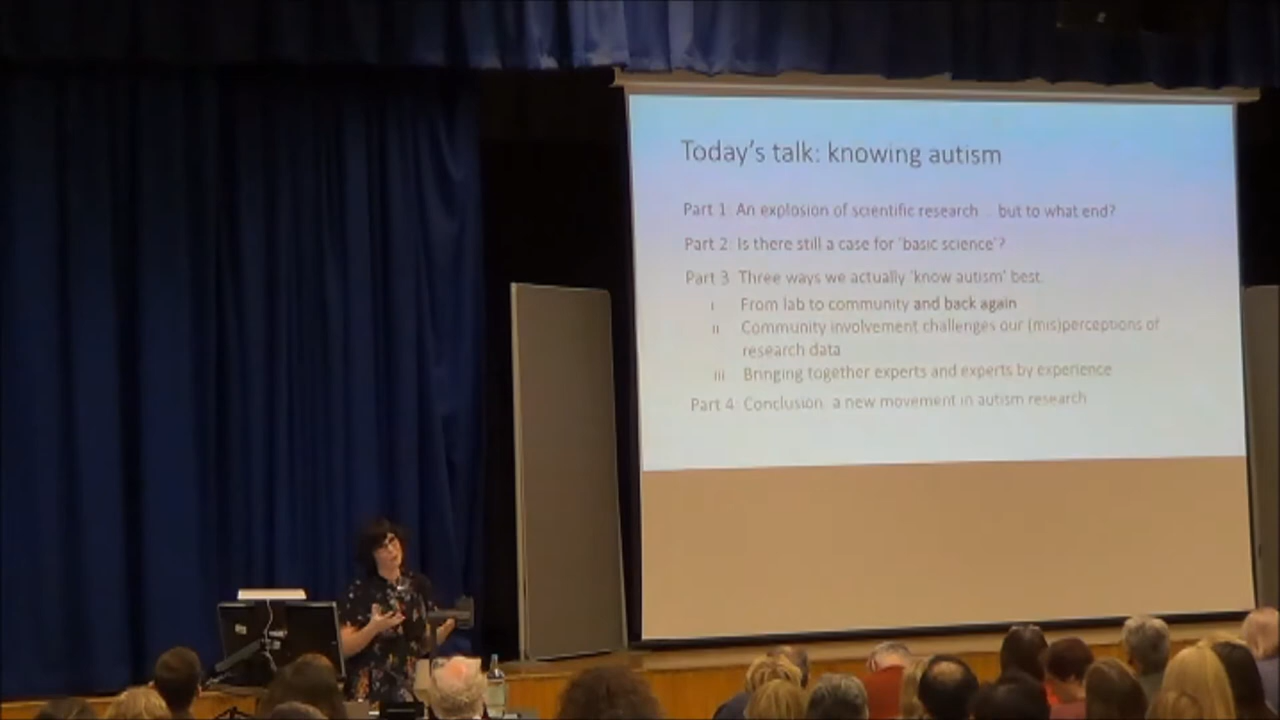 Today's talk: knowing autism
Part 1: An explosion of scientific research ... but to what end?
Part 2: Is there still a case for 'basic science'?
Part 3: Three ways we actually 'know autism' best:
i. From lab to community and back again
ii. Community involvement challenges our (mis)perceptions of
research data
iii. Bringing together experts and experts by experience
Part 4: Conclusion: a new movement in autism research